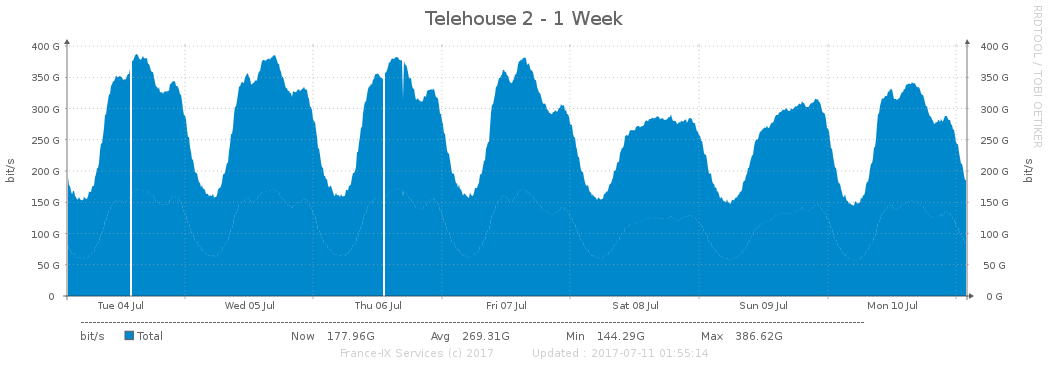 Telehouse 2 - 1 Week
RRDTOOL / TOBI OETIKER
400 G 400 G
350 G 350 G
300 G 300 G
250 G 250 G
200 G 200 G
150 G 150 G
100 G 100 G
50 G 50 G
0 0 G
bit/s bit/s
Tue 04 Jul Wed 05 Jul Thu 06 Jul Fri 07 Jul Sat 08 Jul Sun 09 Jul Mon 10 Jul
bit/s Total Now 177.96G Avg 269.31G Min 144.29G Max 386.62G
France-IX Services (c) 2017 Updated : 2017-07-11 01:55:14